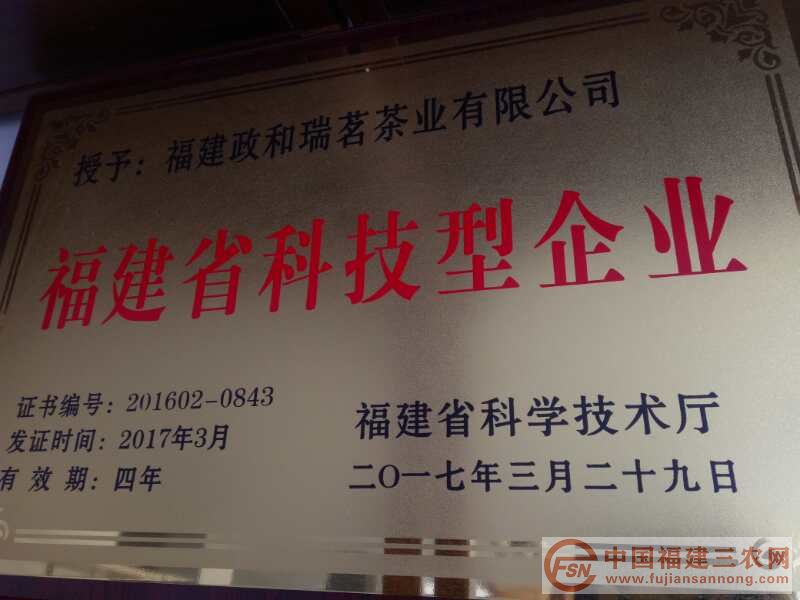 授予：福建政和瑞茗茶业有限公司
福建省科技型企业
证书编号：201602-0843
发证时间：2017年3月
有效期：四年
福建省科学技术厅
二〇一七年三月二十九日
FSN 中国福建三农网
www.fujiansannong.com